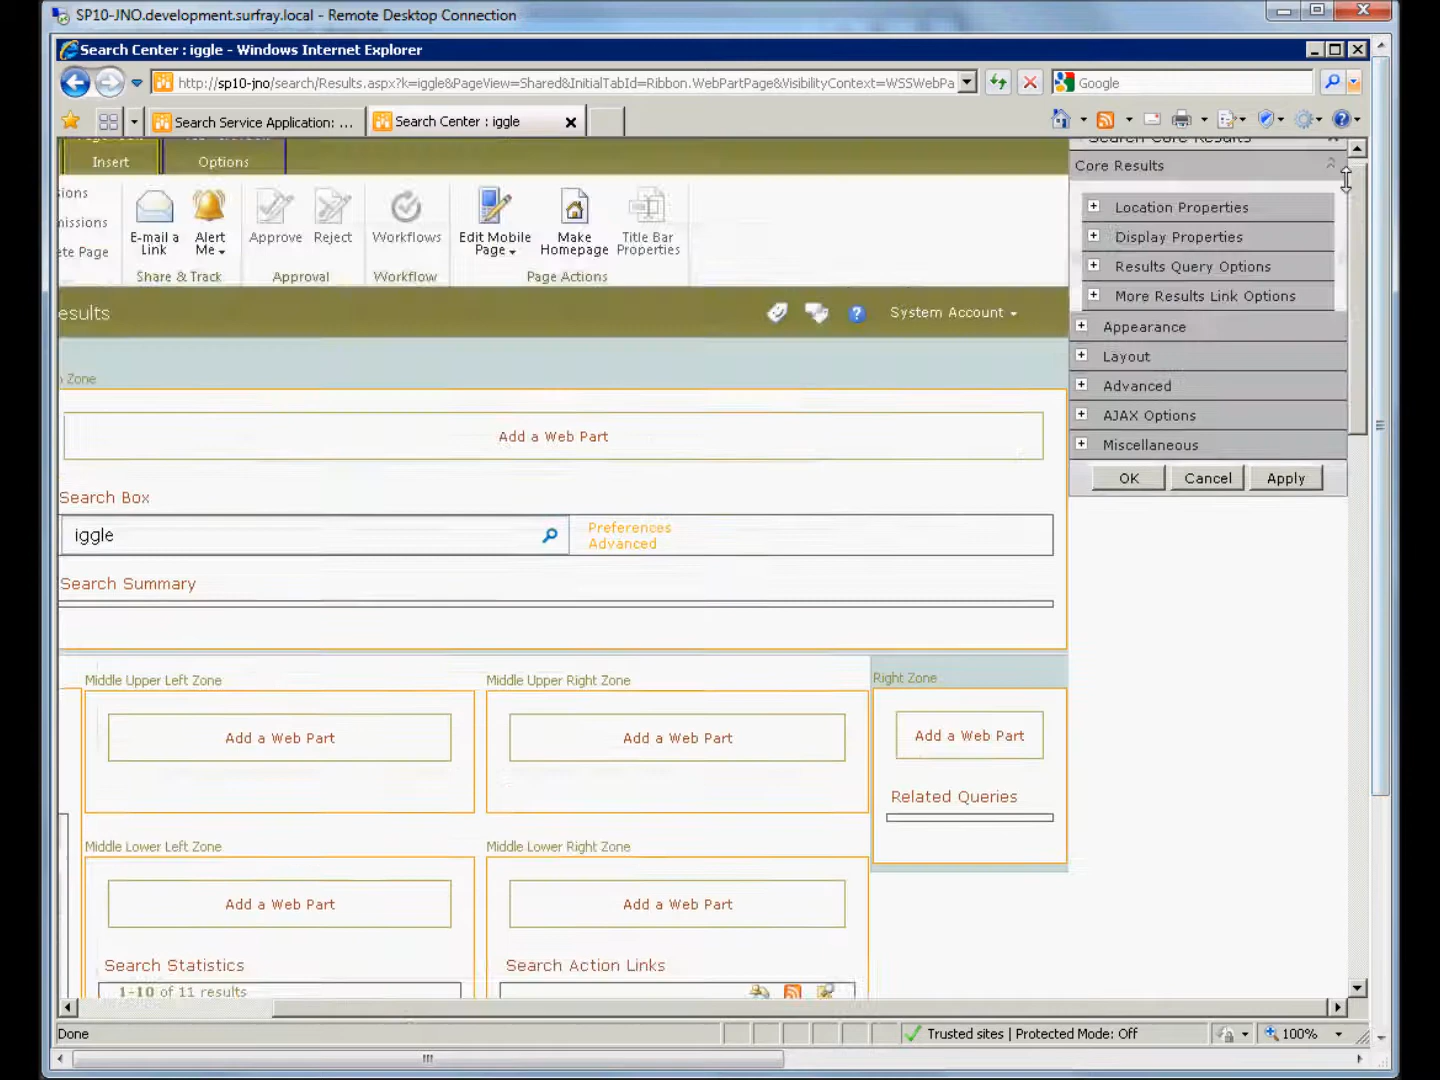 SP10-JNO.development.surfray.local - Remote Desktop Connection
Search Center : iggle - Windows Internet Explorer
http://sp10-jno/search/Results.aspx?k=iggle&PageView=Shared&InitialTabId=Ribbon.WebPartPage&VisibilityContext=WSSWebPa
Google
Search Service Application: ...
Search Center : iggle
Search Core Results
Insert
Options
Core Results
issions
missions
ete Page
E-mail a Link
Alert Me
Approve
Reject
Workflows
Edit Mobile Page
Make Homepage
Title Bar Properties
Share & Track
Approval
Workflow
Page Actions
Location Properties
Display Properties
Results Query Options
More Results Link Options
Appearance
Layout
Advanced
AJAX Options
Miscellaneous
OK
Cancel
Apply
esults
System Account
Zone
Add a Web Part
Search Box
iggle
Preferences
Advanced
Search Summary
Middle Upper Left Zone
Middle Upper Right Zone
Right Zone
Add a Web Part
Add a Web Part
Add a Web Part
Related Queries
Middle Lower Left Zone
Middle Lower Right Zone
Add a Web Part
Add a Web Part
Search Statistics
Search Action Links
1-10 of 11 results
Done
Trusted sites | Protected Mode: Off
100%